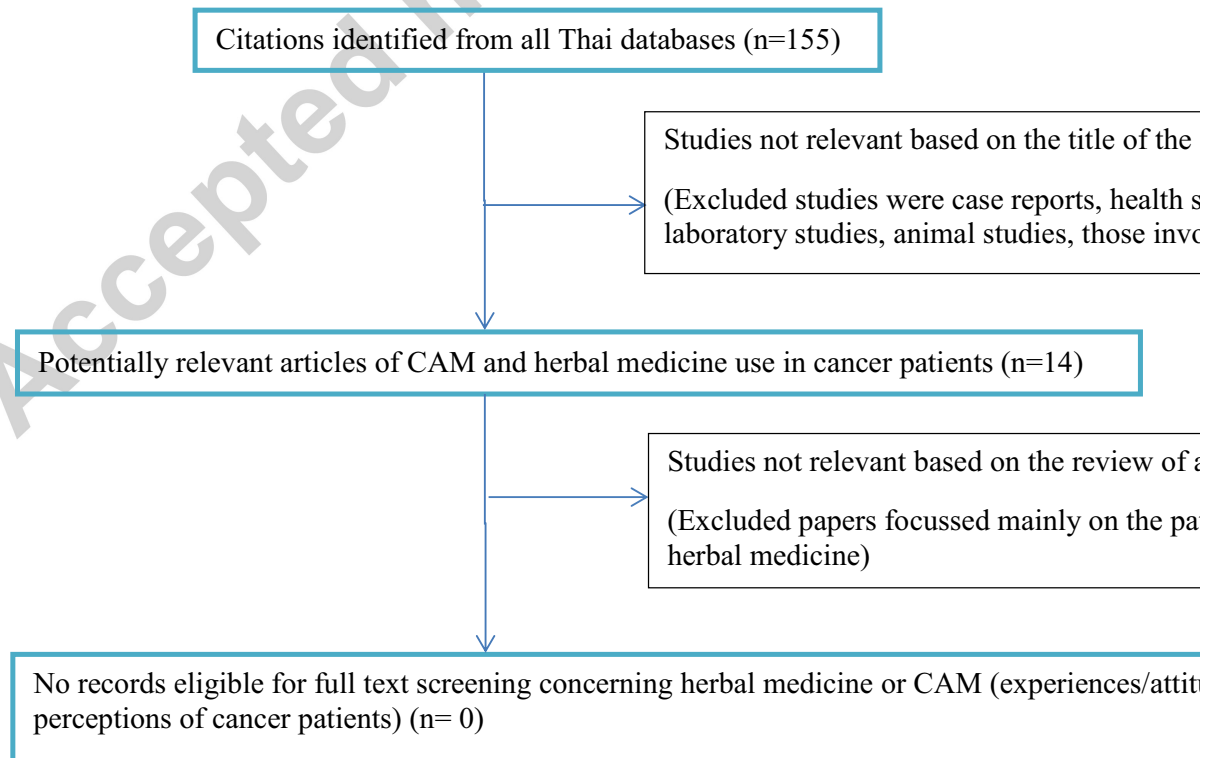 Citations identified from all Thai databases (n=155)
Studies not relevant based on the title of the
(Excluded studies were case reports, health
laboratory studies, animal studies, those
Potentially relevant articles of CAM and herbal medicine use in cancer patients (n=14)
Studies not relevant based on the review of
(Excluded papers focussed mainly on the
herbal medicine)
No records eligible for full text screening concerning herbal medicine or CAM (experiences/
perceptions of cancer patients) (n= 0)
Accepted